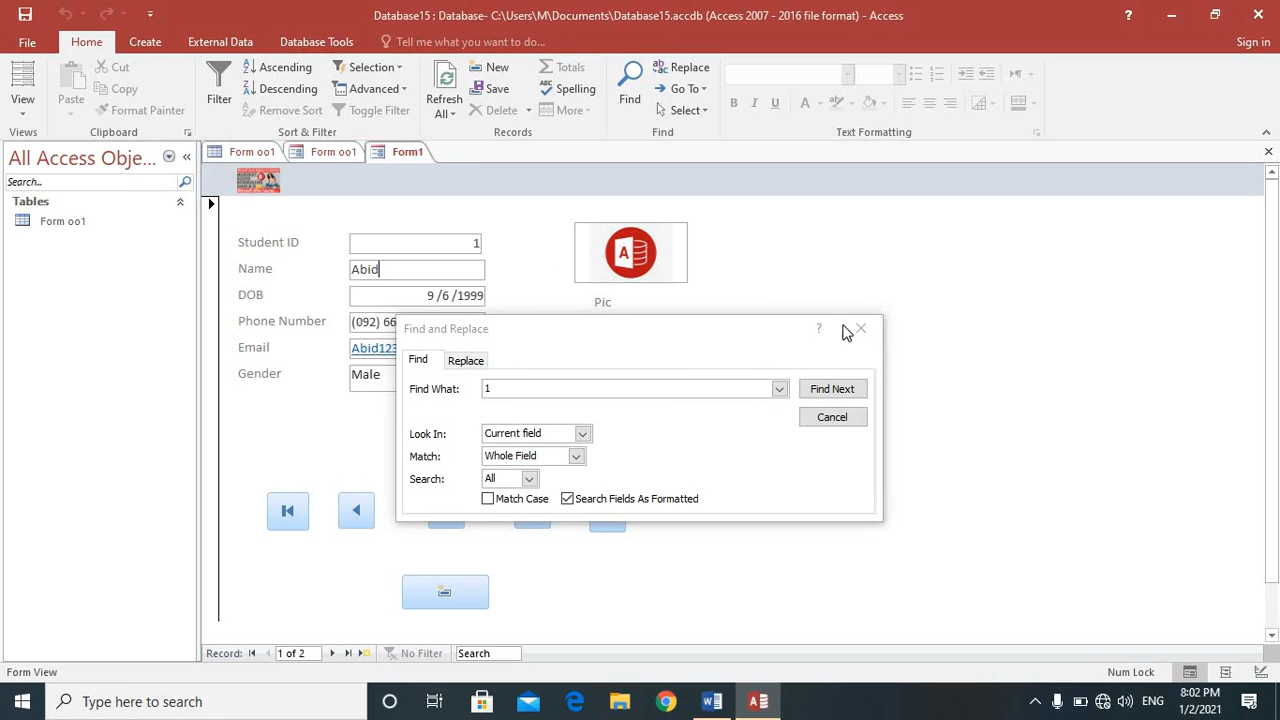 Database15 : Database- C:\Users\M\Documents\Database15.accdb (Access 2007 - 2016 file format) - Access
?
File
Home
Create
External Data
Database Tools
Tell me what you want to do...
Sign in
View
Views
Paste
Cut
Copy
Format Painter
Clipboard
Filter
Ascending
Descending
Remove Sort
Selection
Advanced
Toggle Filter
Sort & Filter
Refresh
All
New
Save
Delete
Totals
Spelling
More
Records
Find
Replace
Go To
Select
Find
B I U A
Text Formatting
All Access Obje...
Search...
Tables
Form oo1
Form oo1
Form oo1
Form1
Student ID
1
Name
Abid
DOB
9 /6 /1999
Phone Number
(092) 66
Email
Abid123
Gender
Male
A
Pic
Find and Replace
?
Find
Replace
Find What:
1
Find Next
Cancel
Look In:
Current field
Match:
Whole Field
Search:
All
Match Case
Search Fields As Formatted
Record:
1 of 2
No Filter
Search
Form View
Num Lock
Type here to search
ENG
8:02 PM
1/2/2021